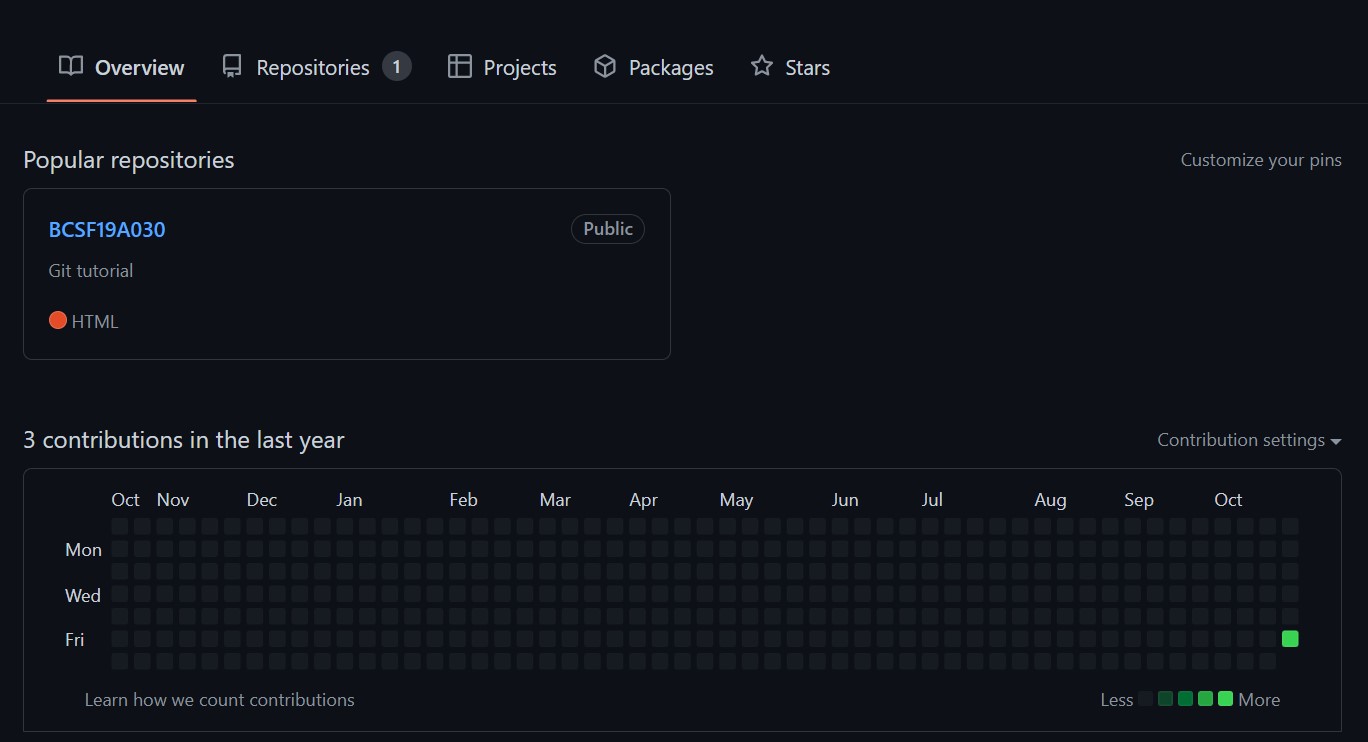 Overview Repositories 1 Projects Packages Stars
Popular repositories Customize your pins
BCSF19A030 Public
Git tutorial
HTML
3 contributions in the last year Contribution settings
Oct Nov Dec Jan Feb Mar Apr May Jun Jul Aug Sep Oct
Mon
Wed
Fri
Learn how we count contributions Less More